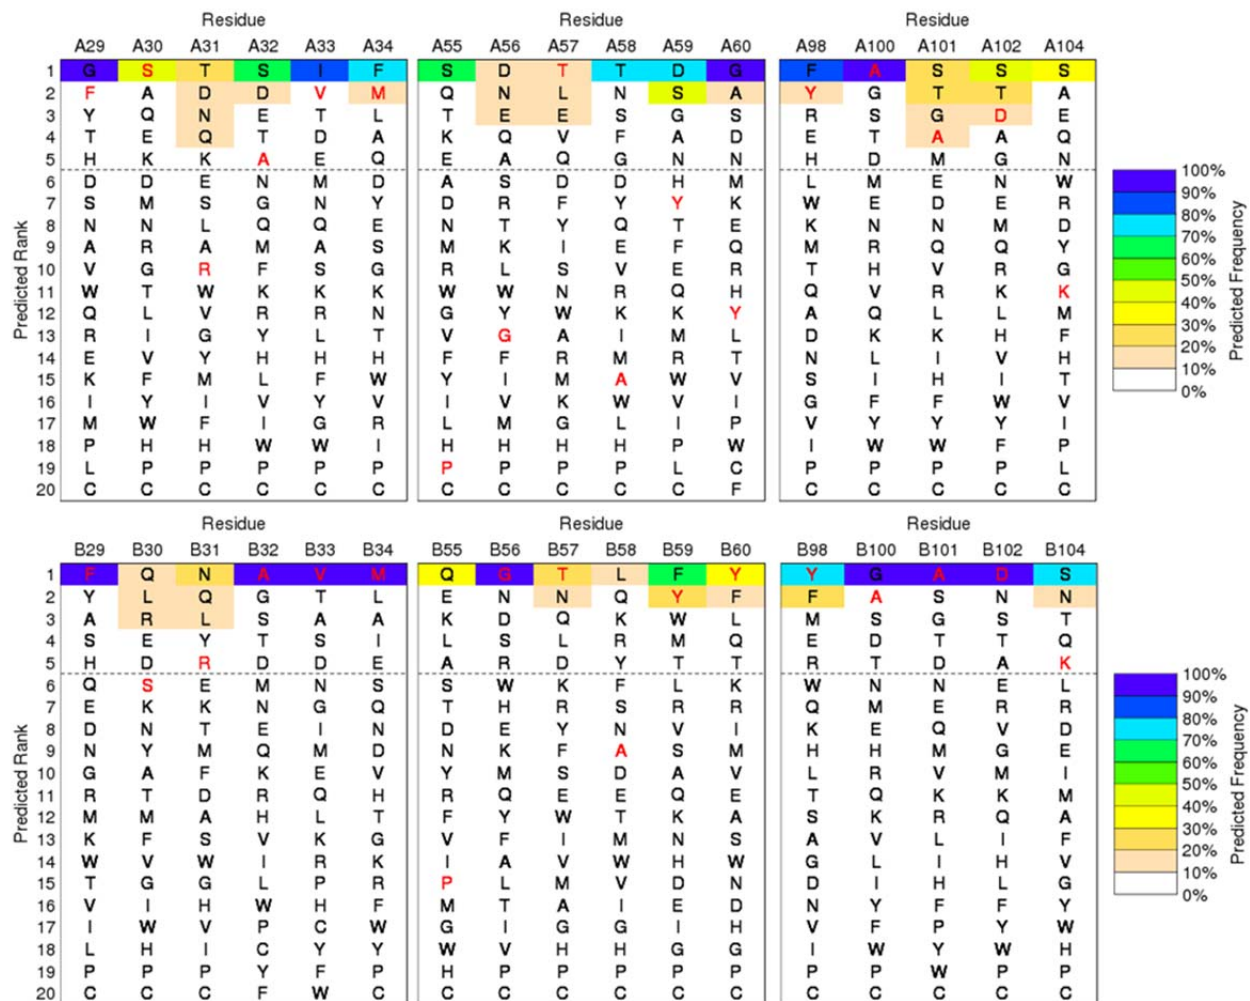 Residue Residue Residue
A29 A30 A31 A32 A33 A34 A55 A56 A57 A58 A59 A60 A98 A100 A101 A102 A104
1 G S T S I F S D T T D G F A S S S
2 F A D D V M Q N L N S A Y G T T A
3 Y Q N E T L T E E S G S R S G D E
4 T E Q T D A K Q V F A D E T A A Q
5 H K K A E Q E A Q G N N H D M G N
6 D D E N M D A S D D H M L M E N W
7 S M S G N Y D R F Y Y K W E D E R
8 N N L Q Q E N T Y Q T E K N N M D
9 A R A M A S M K I E F Q M R Q Q Y
10 V G R F S G R L S V E R T H V R G
11 W T W K K K W W N R Q H Q V R K K
12 Q L V R R N G Y W K K Y A Q L L M
13 R I G Y L T V G A I M L D K K H F
14 E V Y H H H F F R M R T N L I V H
15 K F M L F W Y I M A W V S I H I T
16 I Y I V Y V I V K W V I G F F W V
17 M W F I G R L M G L I P V Y Y Y I
18 P H H W W I H H H H P W I W W F P
19 L P P P P P P P P P L C P P P P L
20 C C C C C C C C C C C F C C C C C
Predicted Rank
100%
90%
80%
70%
60%
50%
40%
30%
20%
10%
0%
Predicted Frequency
Residue Residue Residue
B29 B30 B31 B32 B33 B34 B55 B56 B57 B58 B59 B60 B98 B100 B101 B102 B104
1 F Q N A V M Q G T L F Y Y G A D S
2 Y L Q G T L E N N Q Y F F A S N N
3 A R L S A A K D Q K W L M S G S T
4 S E Y T S I L S L R M Q E D T T Q
5 H D R D D E A R D Y T T R T D A K
6 Q S E M N S S W K F L K W N N E L
7 E K K N G Q T H R S R R Q M E R R
8 D N T E I N D E Y N V I K E Q V D
9 N Y M Q M D N K F A S M H H M G E
10 G A F K E V Y M S D A V L R V M I
11 R T D R Q H R Q E E Q E T Q K K M
12 M M A H L T F Y W T K A S K R Q A
13 K F S V K G V F I M N S A V L I F
14 W V W I R K I A V W H W G L I H V
15 T G G L P R P L M V D N D I H L G
16 V I H W H F M T A I E D N Y F F Y
17 I W V P C W G I G G I H V F P Y W
18 L H I C Y Y W V H H G G I W Y W H
19 P P P Y F P H P P P P P P P W P P
20 C C C F W C C C C C C C C C C C C
Predicted Rank
100%
90%
80%
70%
60%
50%
40%
30%
20%
10%
0%
Predicted Frequency